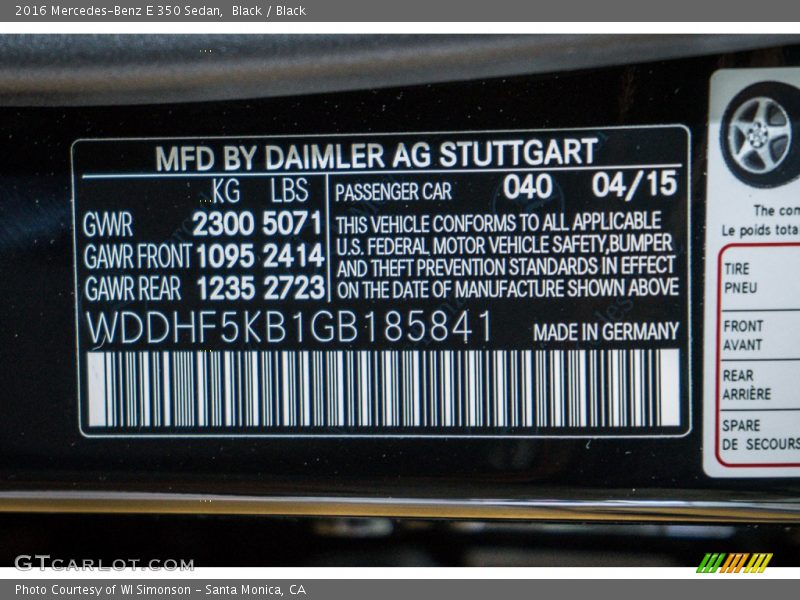 2016 Mercedes-Benz E 350 Sedan, Black / Black
MFD BY DAIMLER AG STUTTGART
KG LBS
GVWR 2300 5071
GAWR FRONT 1095 2414
GAWR REAR 1235 2723
PASSENGER CAR 040 04/15
THIS VEHICLE CONFORMS TO ALL APPLICABLE
U.S. FEDERAL MOTOR VEHICLE SAFETY,BUMPER
AND THEFT PREVENTION STANDARDS IN EFFECT
ON THE DATE OF MANUFACTURE SHOWN ABOVE
WDDHF5KB1GB185841 MADE IN GERMANY
The
Le poids
TIRE
PNEU
FRONT
AVANT
REAR
ARRIÈRE
SPARE
DE SECOURS
GTCARLOT.COM
Photo Courtesy of WI Simonson - Santa Monica, CA